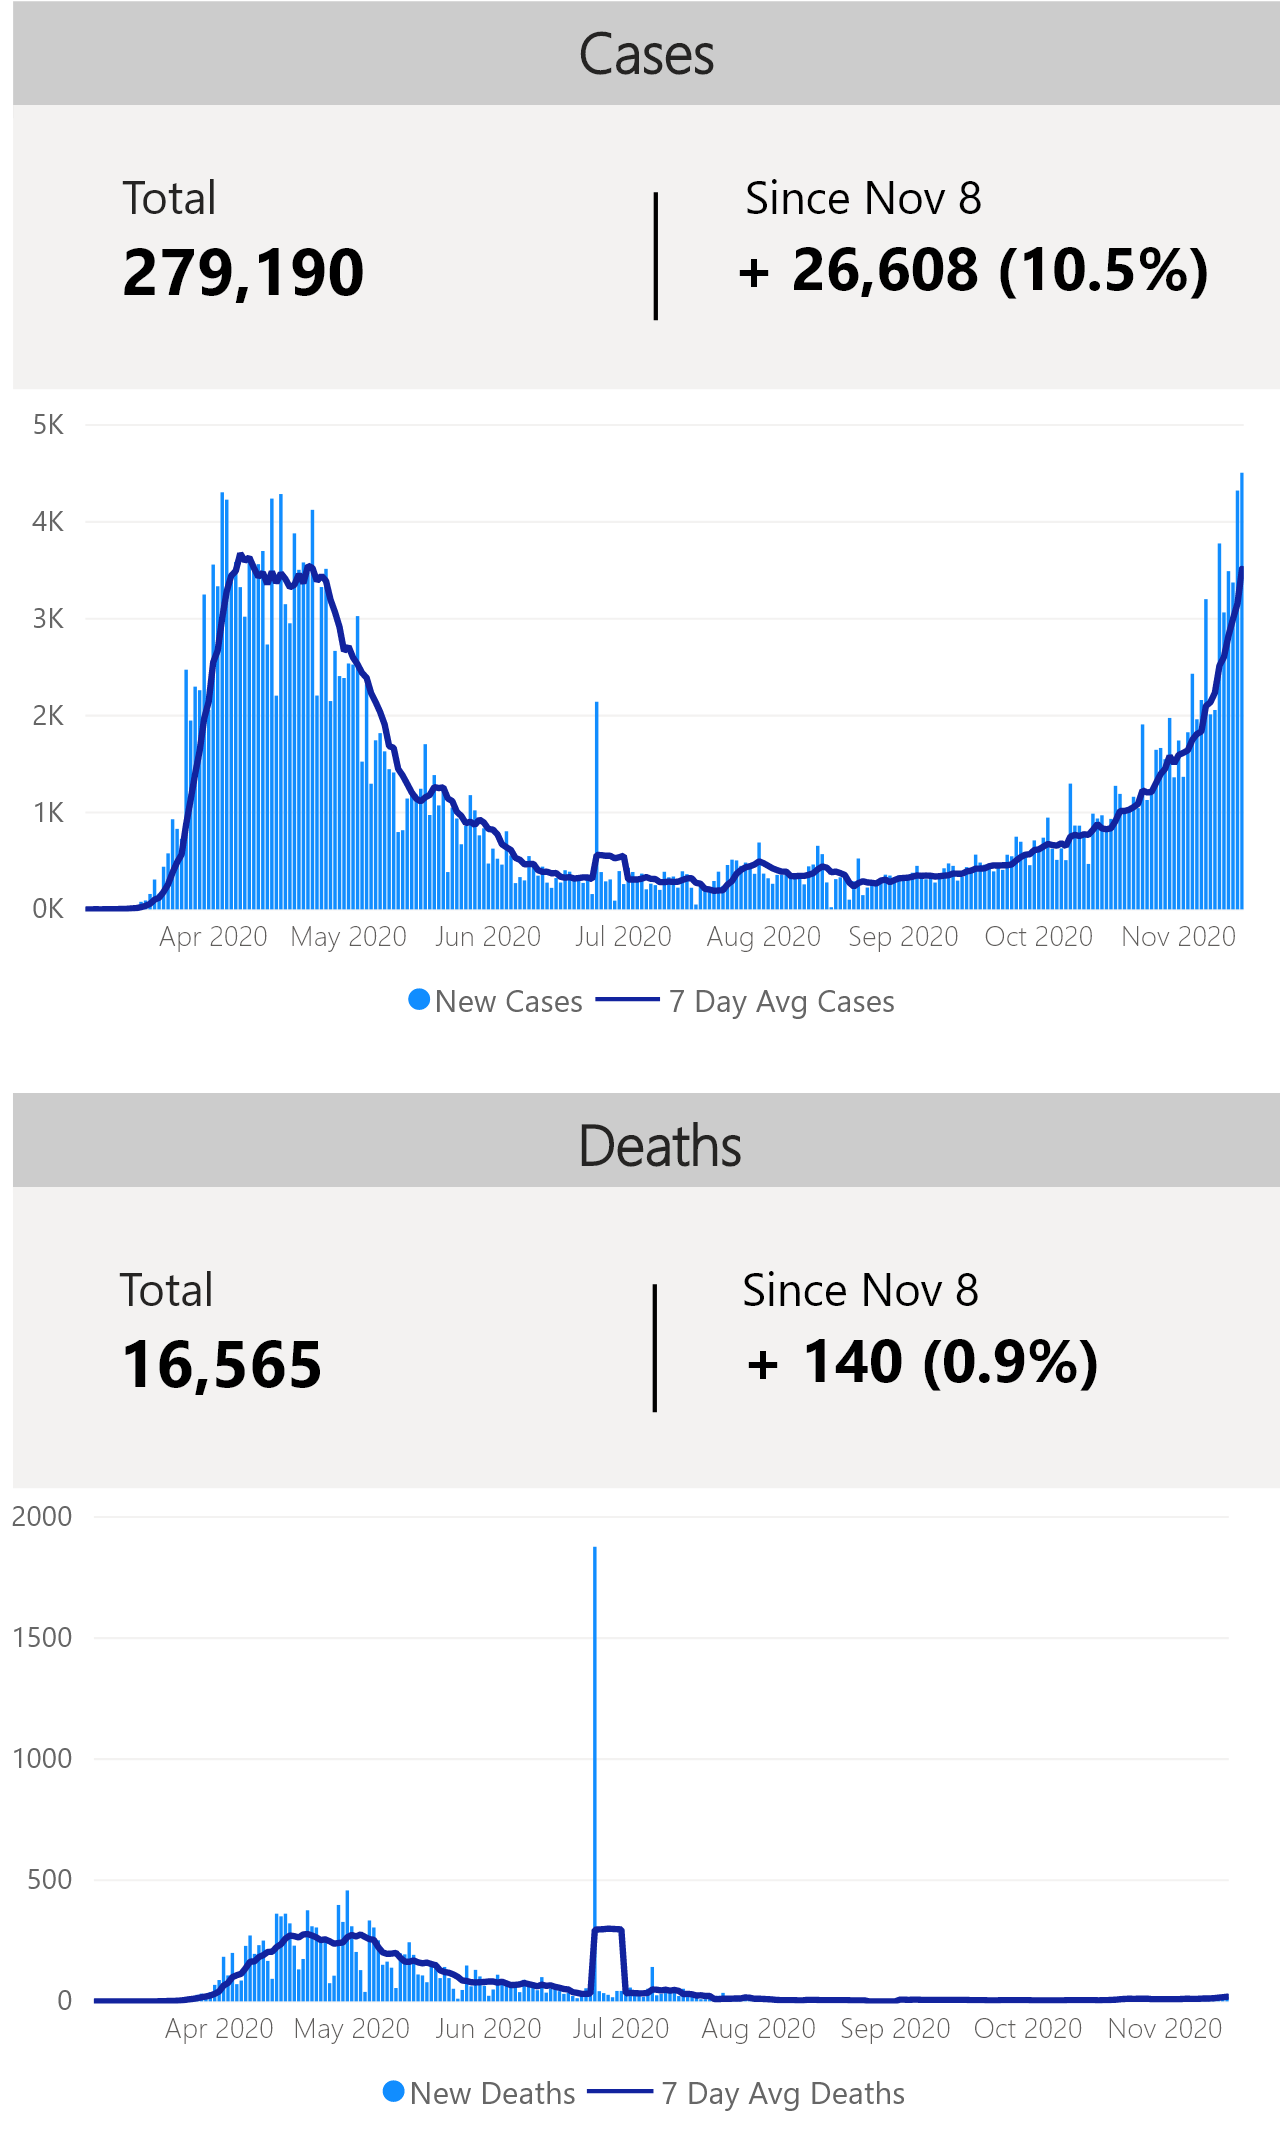 Cases
Total
Since Nov 8
279,190
+ 26,608 (10.5%)
5K
4K
3K
2K
1K
0K
Apr 2020 May 2020 Jun 2020 Jul 2020 Aug 2020 Sep 2020 Oct 2020 Nov 2020
New Cases 7 Day Avg Cases
Deaths
Total
Since Nov 8
16,565
+ 140 (0.9%)
2000
1500
1000
500
0
Apr 2020 May 2020 Jun 2020 Jul 2020 Aug 2020 Sep 2020 Oct 2020 Nov 2020
New Deaths 7 Day Avg Deaths